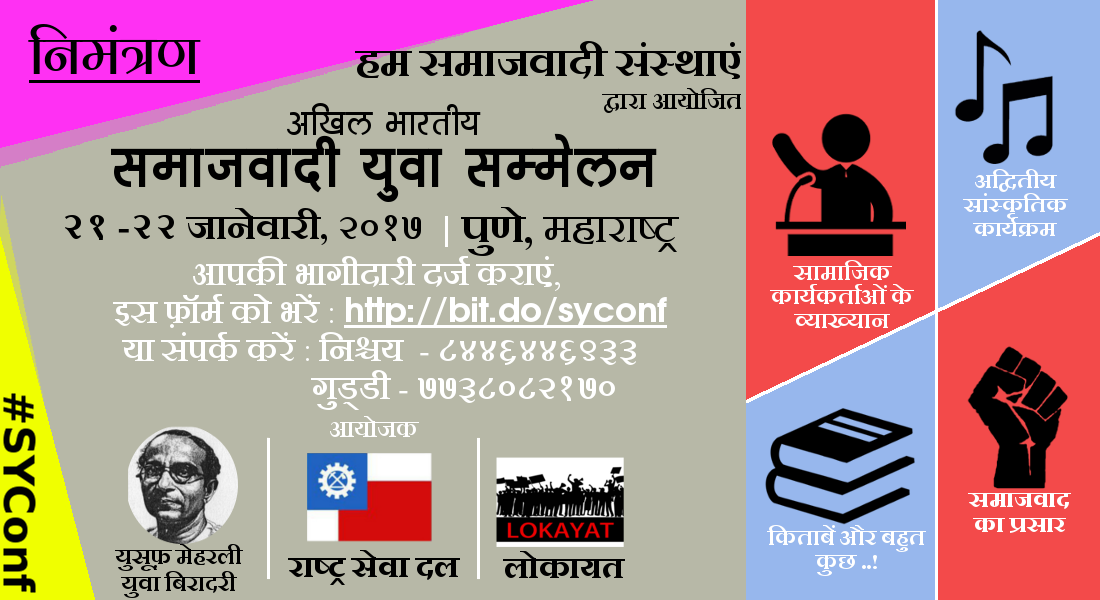 निमंत्रण
हम समाजवादी संस्थाएं
द्वारा आयोजित
अखिल भारतीय
समाजवादी युवा सम्मेलन
२१ -२२ जानेवारी, २०१७ | पुणे, महाराष्ट्र
आपकी भागीदारी दर्ज कराएं,
इस फ़ॉर्म को भरें : http://bit.do/syconf
या संपर्क करें : निश्चय - ८४४६४४६९३३
गुड्डी - ७७३८०८२१७०
आयोजक
युसूफ़ मेहरली
युवा बिरादरी
राष्ट्र सेवा दल
LOKAYAT
लोकायत
#SYConf
सामाजिक
कार्यकर्ताओं के
व्याख्यान
अद्वितीय
सांस्कृतिक
कार्यक्रम
किताबें और बहुत
कुछ ..!
समाजवाद
का प्रसार